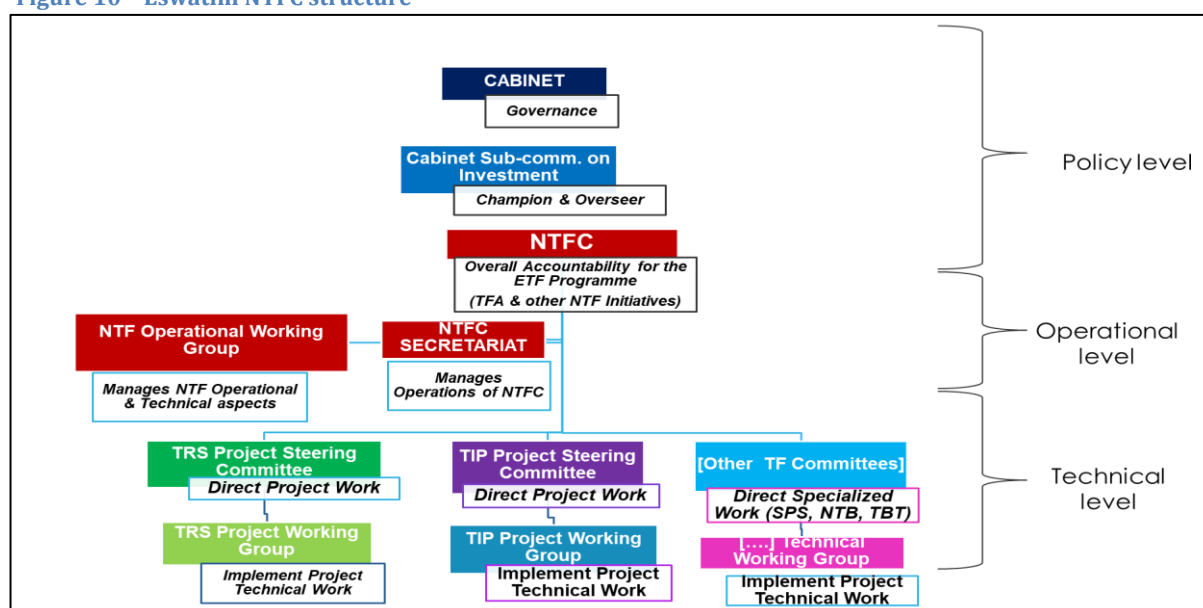 Figure 10 – Eswatini NTFC structure
CABINET
Governance
Cabinet Sub-comm. on
Investment
Champion & Overseer
Policy level
NTFC
Overall Accountability for the
ETF Programme
(TFA & other NTF Initiatives)
NTF Operational Working
Group
NTFC
SECRETARIAT
Operational
level
Manages NTF Operational
& Technical aspects
Manages
Operations of NTFC
TRS Project Steering
Committee
Direct Project Work
TIP Project Steering
Committee
Direct Project Work
[Other TF Committees]
Direct Specialized
Work (SPS, NTB, TBT)
Technical
level
TRS Project Working
Group
Implement Project
Technical Work
TIP Project Working
Group
Implement Project
Technical Work
[....] Technical
Working Group
Implement Project
Technical Work